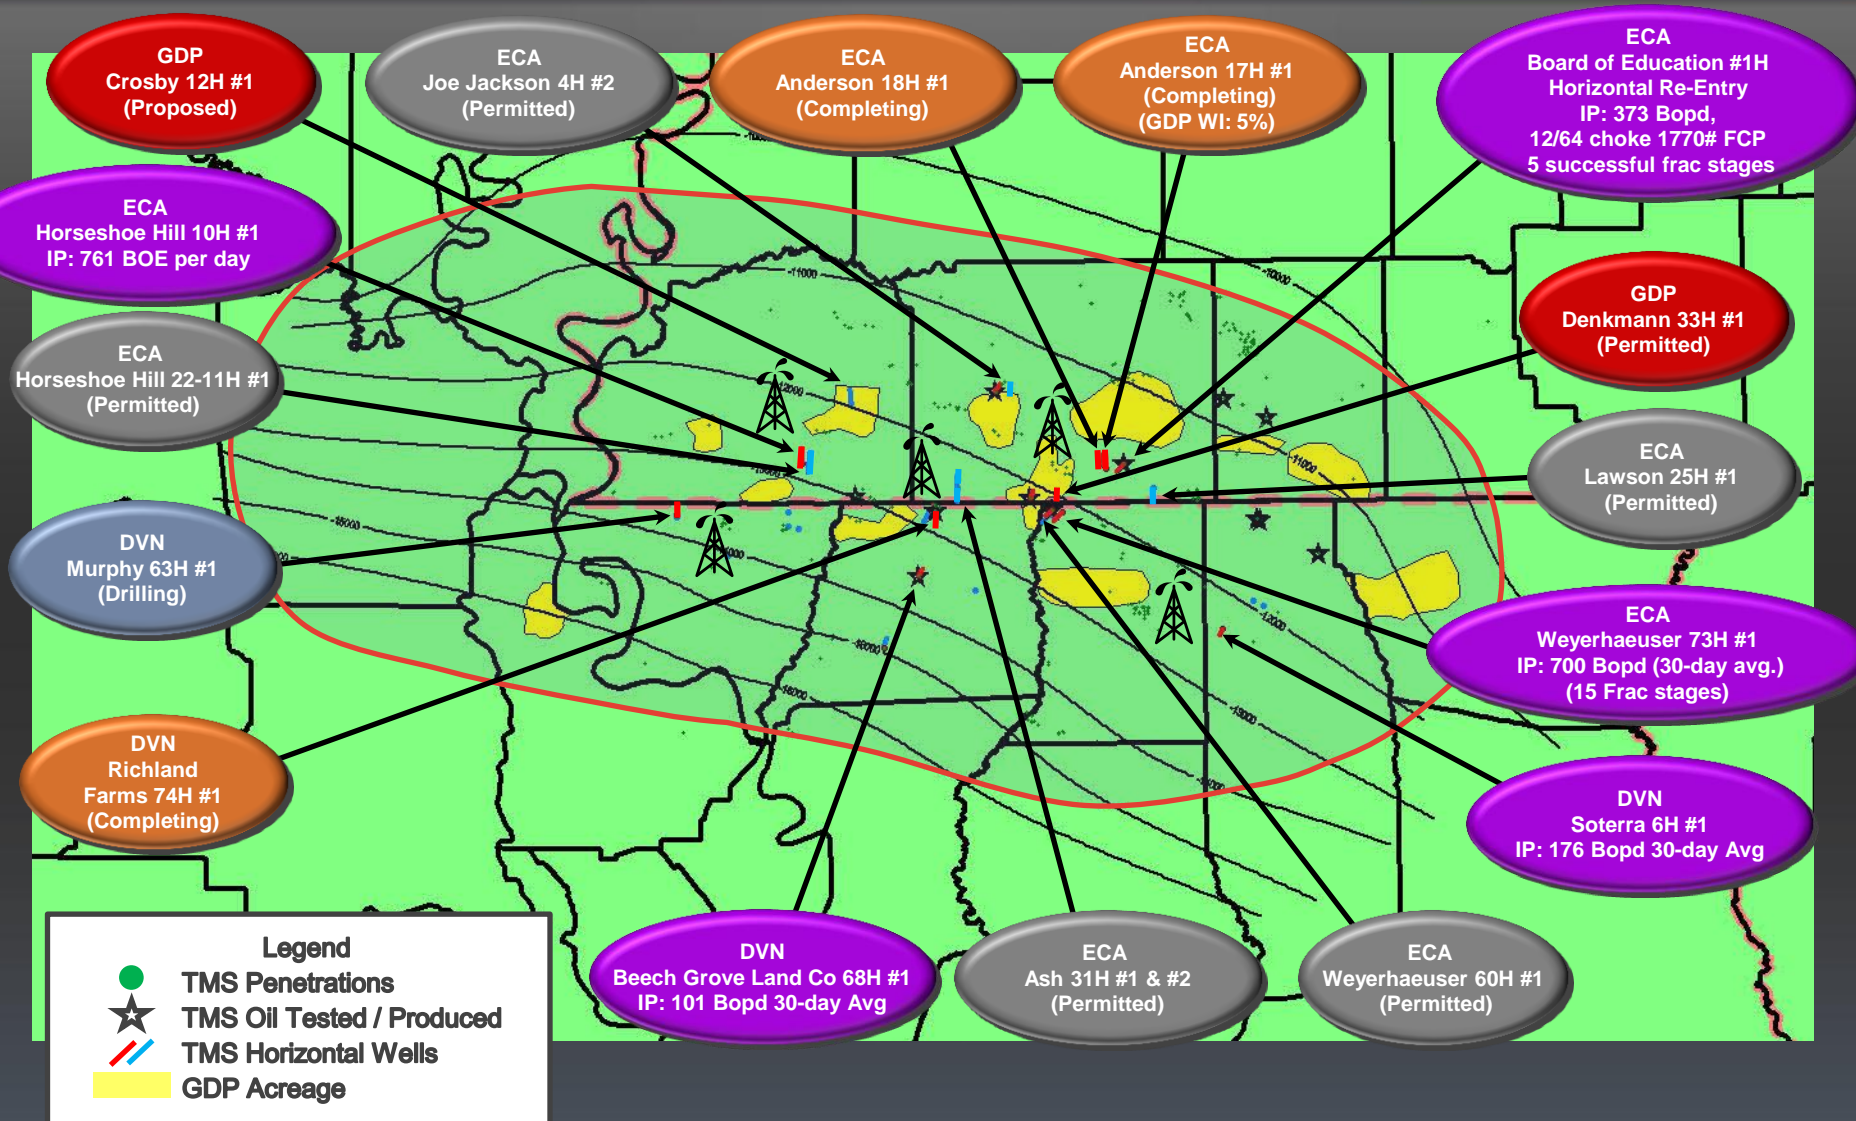 GDP
Crosby 12H #1
(Proposed)
ECA
Joe Jackson 4H #2
(Permitted)
ECA
Anderson 18H #1
(Completing)
ECA
Anderson 17H #1
(Completing)
(GDP WI: 5%)
ECA
Board of Education #1H
Horizontal Re-Entry
IP: 373 Bopd,
12/64 choke 1770# FCP
5 successful frac stages
ECA
Horseshoe Hill 10H #1
IP: 761 BOE per day
GDP
Denkmann 33H #1
(Permitted)
ECA
Horseshoe Hill 22-11H #1
(Permitted)
ECA
Lawson 25H #1
(Permitted)
DVN
Murphy 63H #1
(Drilling)
ECA
Weyerhaeuser 73H #1
IP: 700 Bopd (30-day avg.)
(15 Frac stages)
DVN
Richland
Farms 74H #1
(Completing)
DVN
Soterra 6H #1
IP: 176 Bopd 30-day Avg
DVN
Beech Grove Land Co 68H #1
IP: 101 Bopd 30-day Avg
ECA
Ash 31H #1 & #2
(Permitted)
ECA
Weyerhaeuser 60H #1
(Permitted)
-11000
-10000
-12000
-11000
-12000
-13000
Legend
TMS Penetrations
TMS Oil Tested / Produced
TMS Horizontal Wells
GDP Acreage